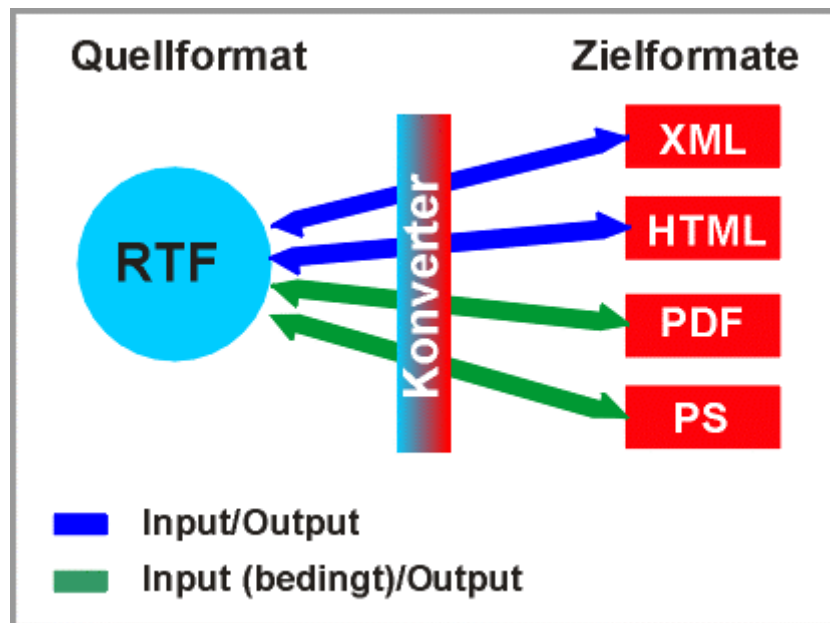 Quellformat
Zielformate
RTF
Konverter
XML
HTML
PDF
PS
Input/Output
Input (bedingt)/Output